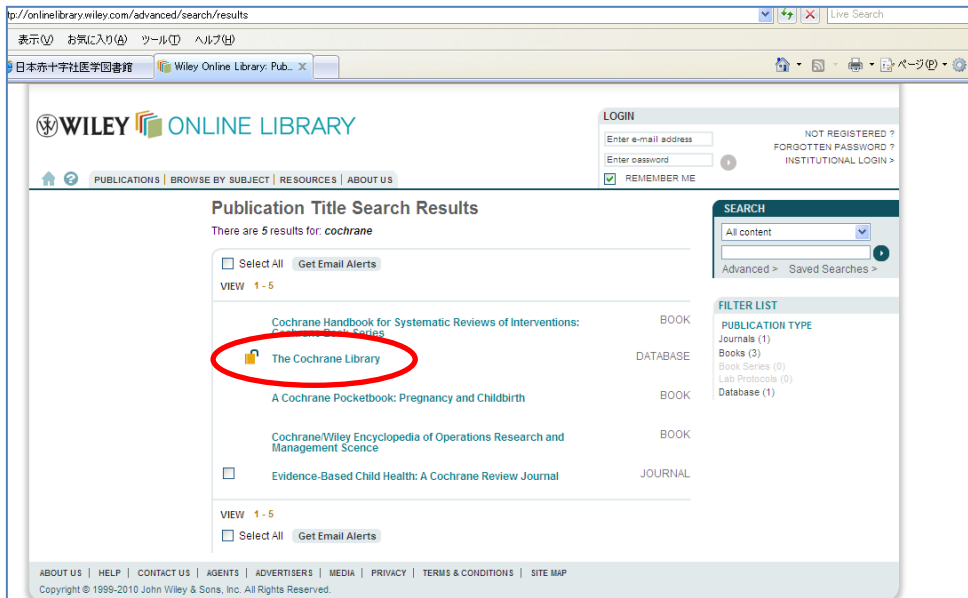 tp://onlinelibrary.wiley.com/advanced/search/results
Live Search
表示(V) お気に入り(A) ツール(T) ヘルプ(H)
日本赤十字社医学図書館
Wiley Online Library: Pub... X
ページ(P)
WILEY ONLINE LIBRARY
LOGIN
Enter e-mail address
NOT REGISTERED ?
FORGOTTEN PASSWORD ?
Enter password
INSTITUTIONAL LOGIN >
REMEMBER ME
PUBLICATIONS | BROWSE BY SUBJECT | RESOURCES | ABOUT US
Publication Title Search Results
There are 5 results for: cochrane
Select All Get Email Alerts
VIEW 1 - 5
Cochrane Handbook for Systematic Reviews of Interventions:
Cochrane Book Series
BOOK
The Cochrane Library
DATABASE
A Cochrane Pocketbook: Pregnancy and Childbirth
BOOK
Cochrane/Wiley Encyclopedia of Operations Research and
Management Scence
BOOK
Evidence-Based Child Health: A Cochrane Review Journal
JOURNAL
VIEW 1 - 5
Select All Get Email Alerts
SEARCH
All content
Advanced > Saved Searches >
FILTER LIST
PUBLICATION TYPE
Journals (1)
Books (3)
Book Series (0)
Lab Protocols (0)
Database (1)
ABOUT US | HELP | CONTACT US | AGENTS | ADVERTISERS | MEDIA | PRIVACY | TERMS & CONDITIONS | SITE MAP
Copyright © 1999-2010 John Wiley & Sons, Inc. All Rights Reserved.